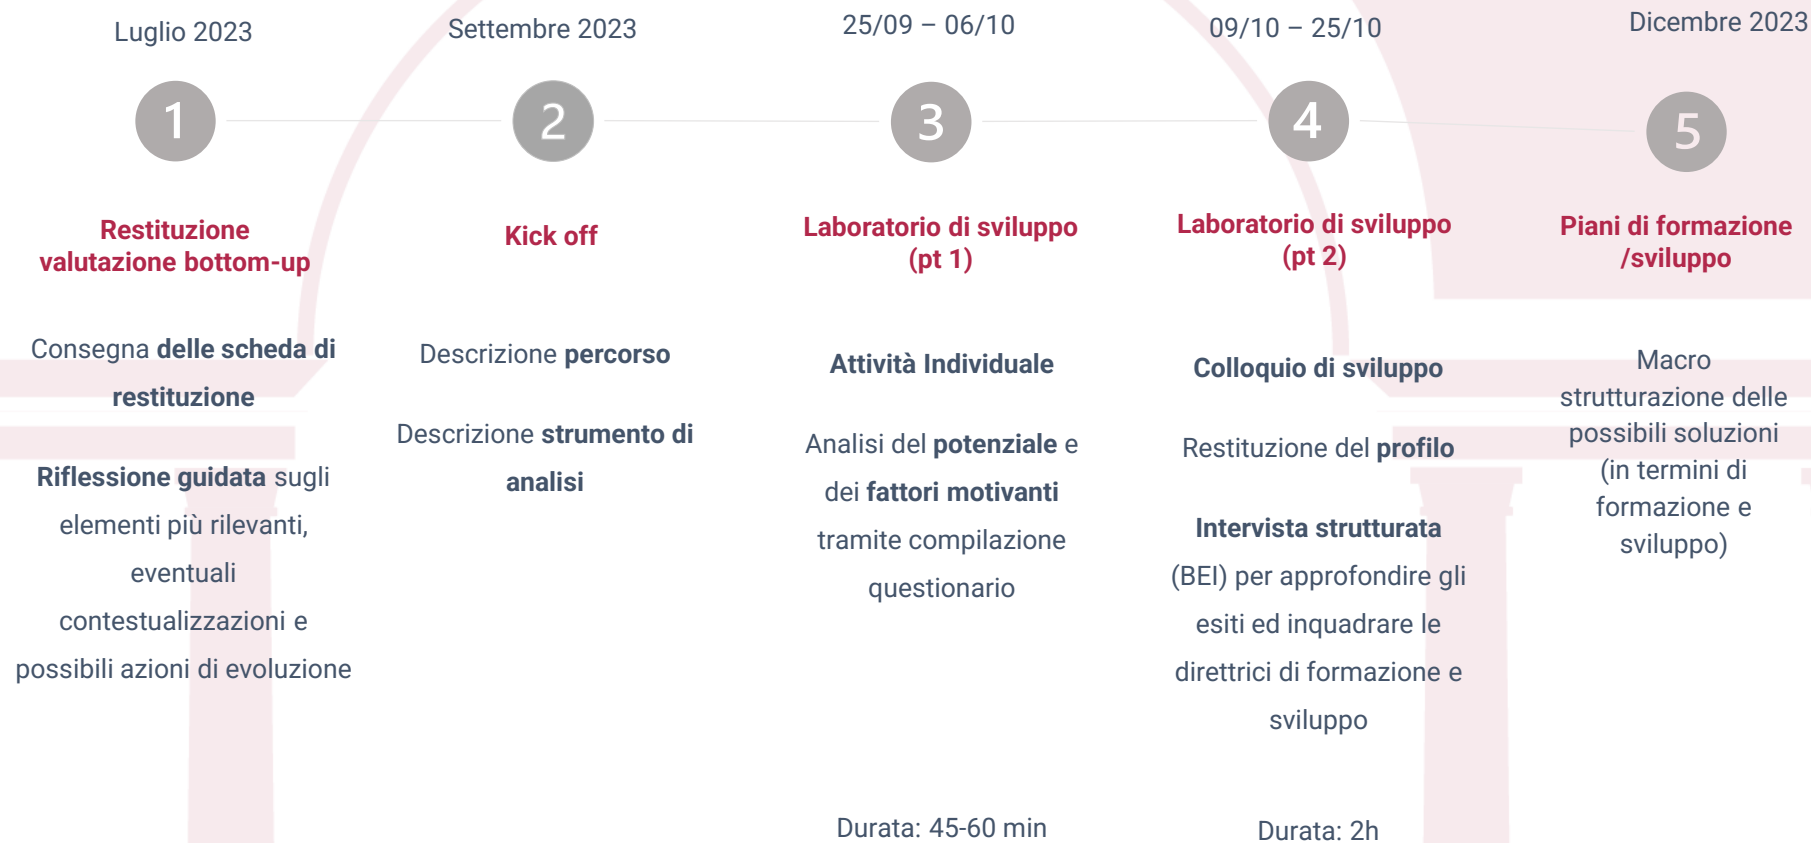 Luglio 2023
1
Restituzione
valutazione bottom-up
Consegna delle scheda di
restituzione
Riflessione guidata sugli
elementi più rilevanti,
eventuali
contestualizzazioni e
possibili azioni di evoluzione
Settembre 2023
2
Kick off
Descrizione percorso
Descrizione strumento di
analisi
25/09 – 06/10
3
Laboratorio di sviluppo
(pt 1)
Attività Individuale
Analisi del potenziale e
dei fattori motivanti
tramite compilazione
questionario
Durata: 45-60 min
09/10 – 25/10
4
Laboratorio di sviluppo
(pt 2)
Colloquio di sviluppo
Restituzione del profilo
Intervista strutturata
(BEI) per approfondire gli
esiti ed inquadrare le
direttrici di formazione e
sviluppo
Durata: 2h
Dicembre 2023
5
Piani di formazione
/sviluppo
Macro
strutturazione delle
possibili soluzioni
(in termini di
formazione e
sviluppo)